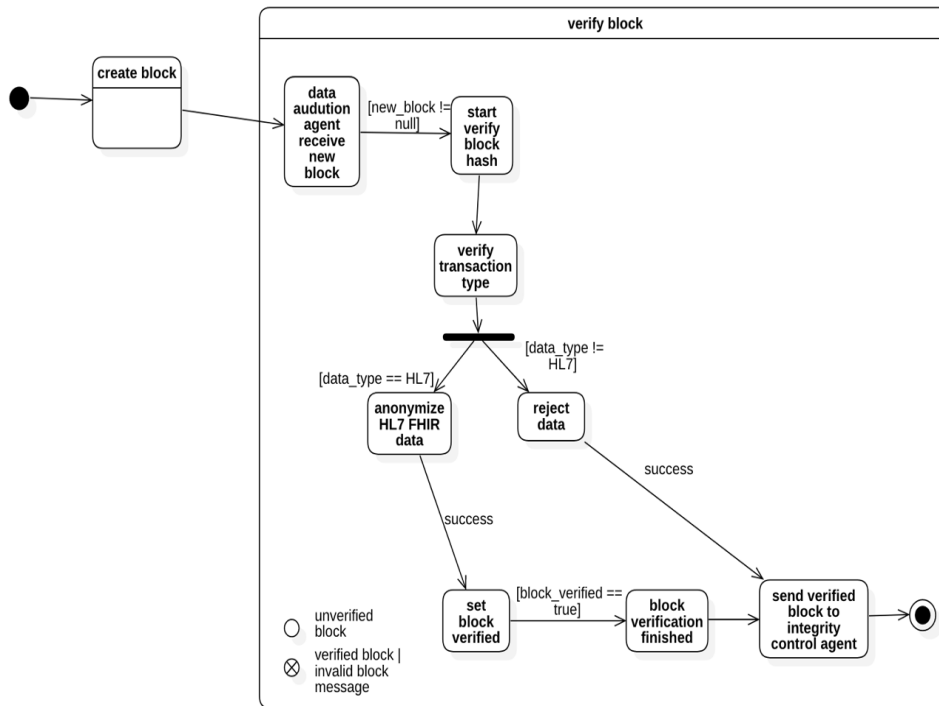 verify block
create block
data
audution
agent
receive
new
block
[new_block !=
null]
start
verify
block
hash
verify
transaction
type
[data_type !=
HL7]
[data_type == HL7]
anonymize
HL7 FHIR
data
reject
data
success
success
set
block
verified
[block_verified ==
true]
block
verification
finished
send verified
block to
integrity
control agent
unverified
block
verified block |
invalid block
message